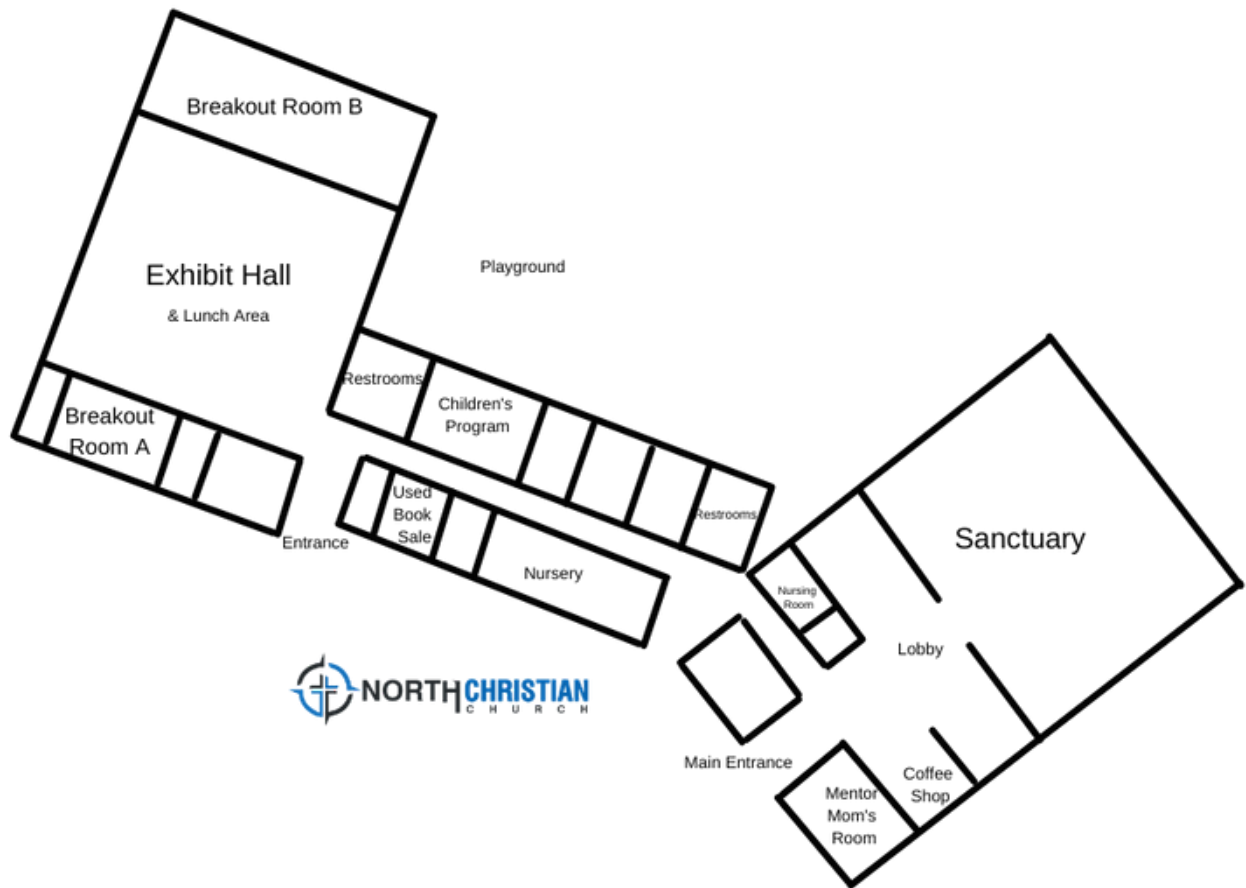 Breakout Room B
Exhibit Hall
& Lunch Area
Playground
Restrooms
Children's
Program
Breakout
Room A
Entrance
Used
Book
Sale
Nursery
Restrooms
Sanctuary
Nursing
Room
Lobby
NORTH CHRISTIAN
CHURCH
Main Entrance
Coffee
Shop
Mentor
Mom's
Room